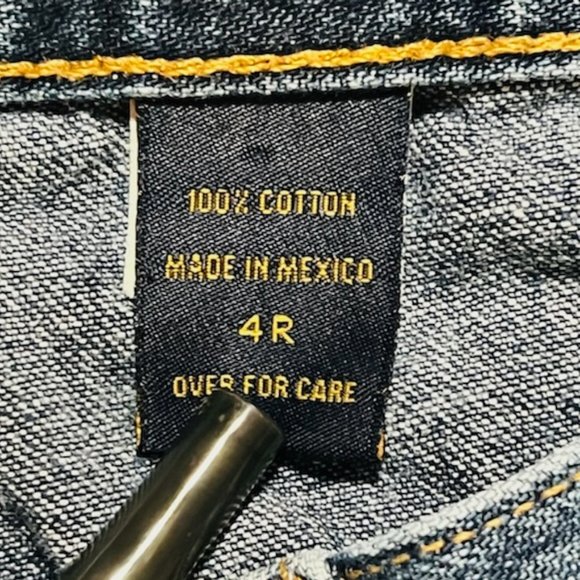 100% COTTON
MADE IN MEXICO
4R
OVER FOR CARE